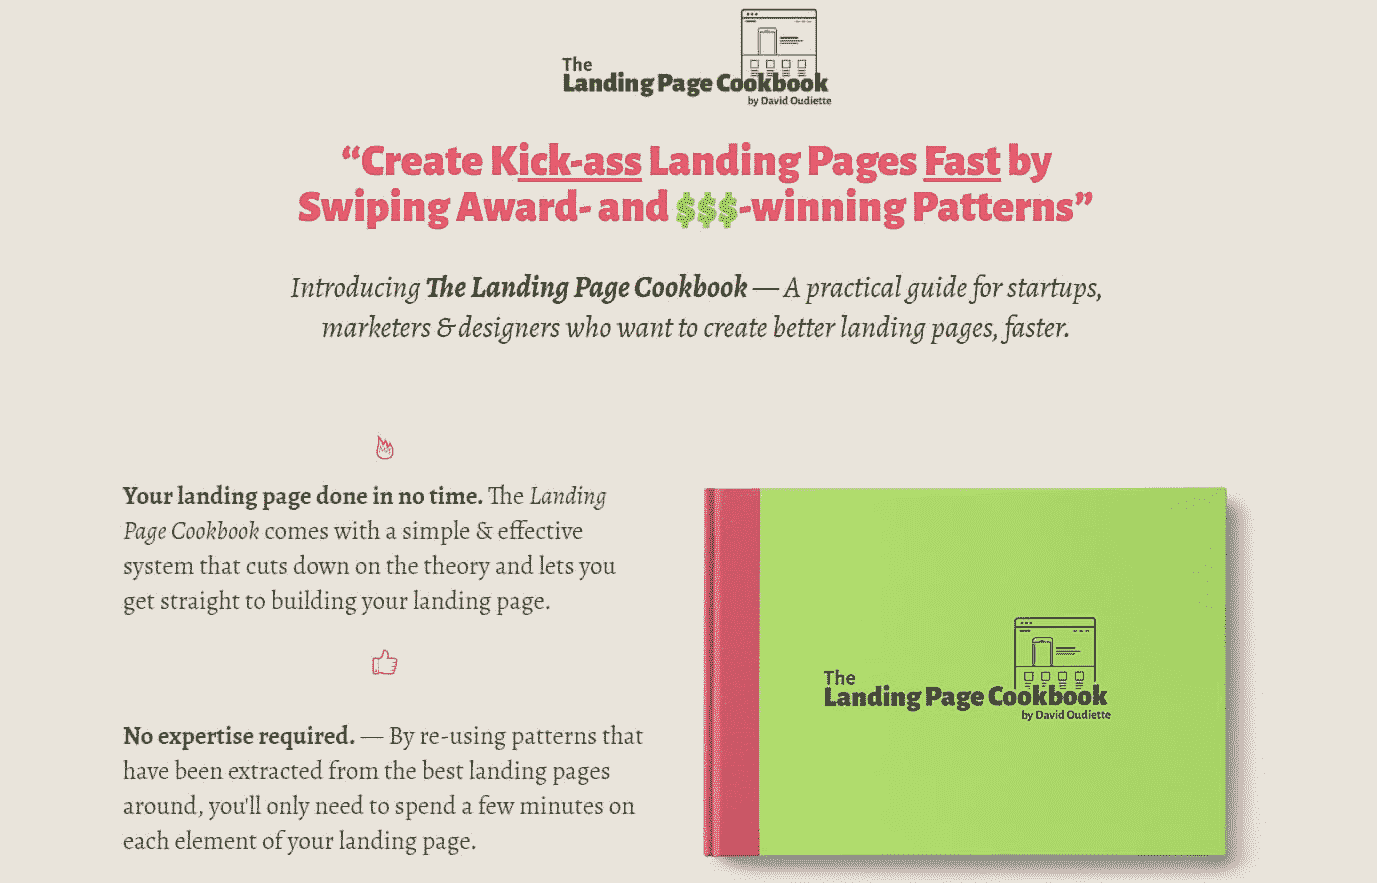 The
Landing Page Cookbook
by David Oudiette
“Create Kick-ass Landing Pages Fast by
Swiping Award- and $$$-winning Patterns”
Introducing The Landing Page Cookbook — A practical guide for startups,
marketers & designers who want to create better landing pages, faster.
Your landing page done in no time. The Landing
Page Cookbook comes with a simple & effective
system that cuts down on the theory and lets you
get straight to building your landing page.
No expertise required. — By re-using patterns that
have been extracted from the best landing pages
around, you'll only need to spend a few minutes on
each element of your landing page.
The
Landing Page Cookbook
by David Oudiette